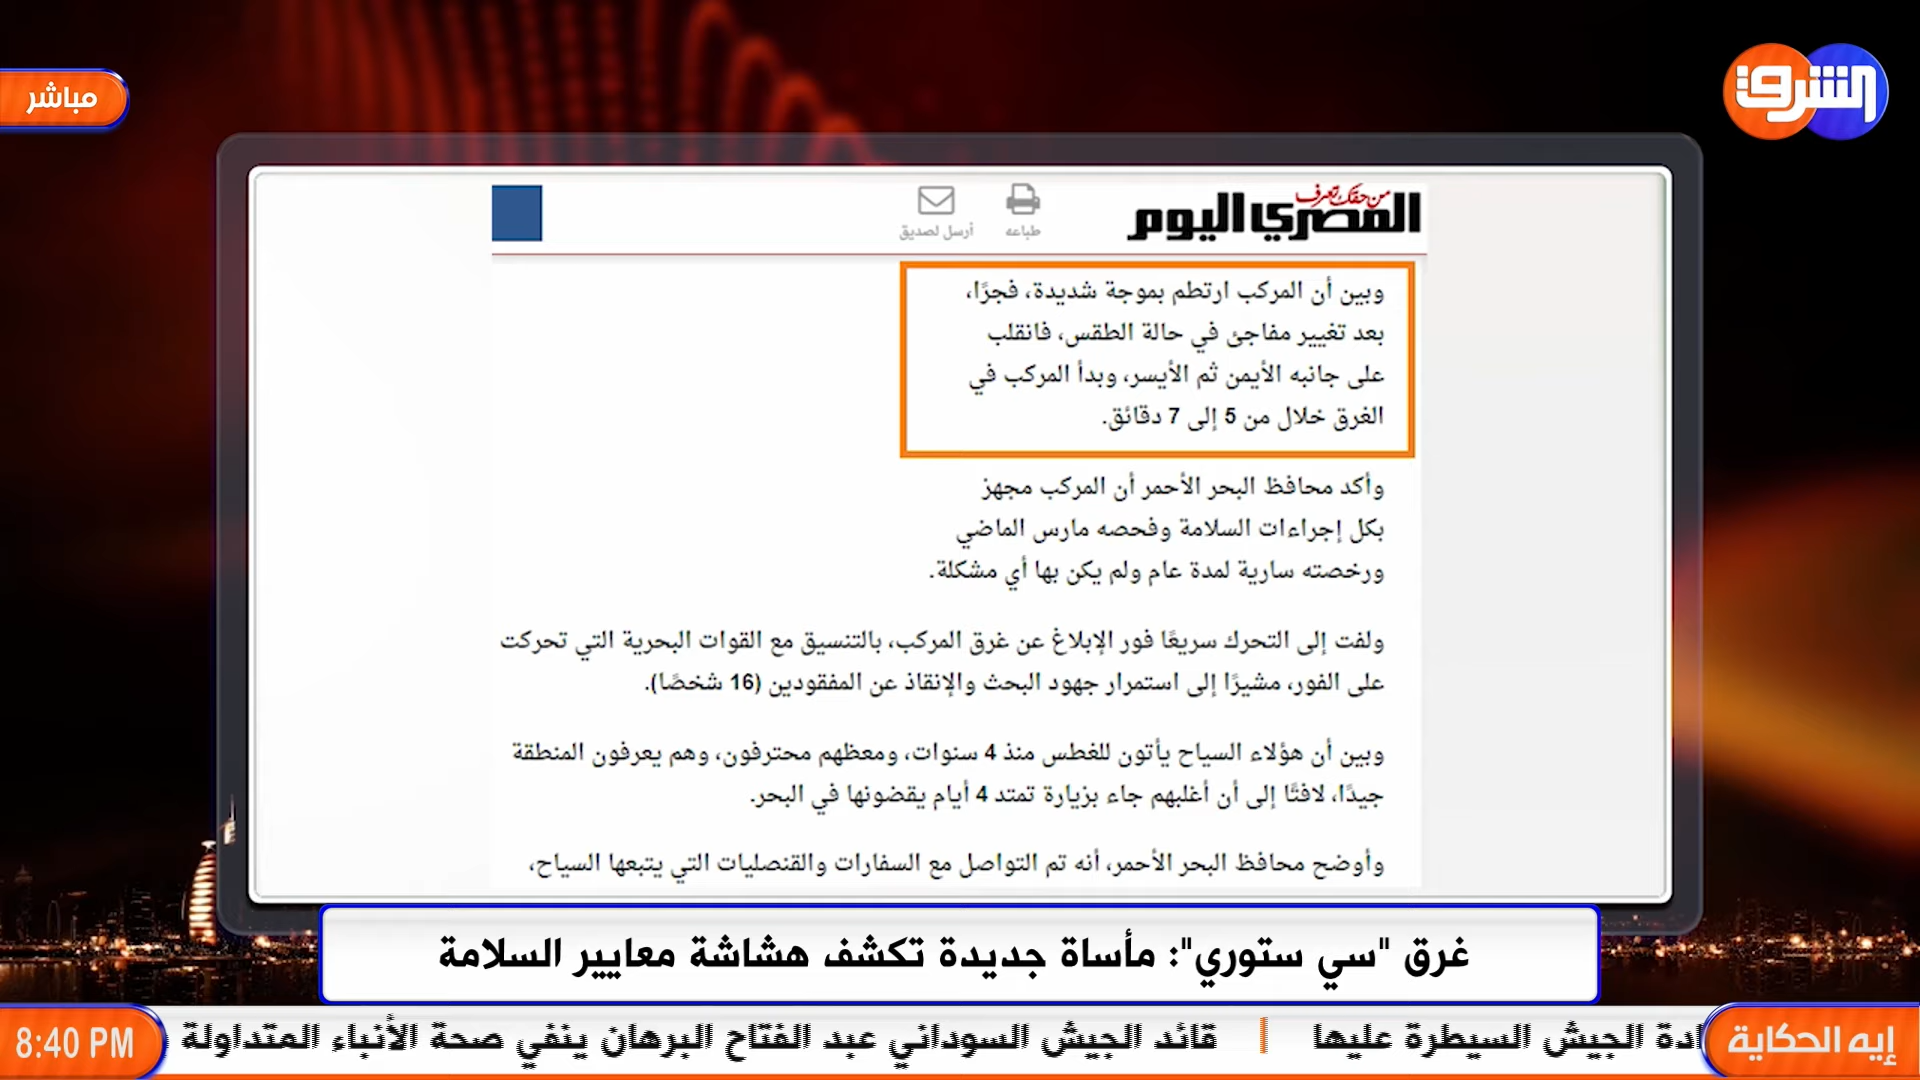 مباشر
الشرق
من حقك تعرف
المصري اليوم
طباعه
أرسل لصديق
وبين أن المركب ارتطم بموجة شديدة، فجرًا،
بعد تغيير مفاجئ في حالة الطقس، فانقلب
على جانبه الأيمن ثم الأيسر، وبدأ المركب في
الغرق خلال من 5 إلى 7 دقائق.
وأكد محافظ البحر الأحمر أن المركب مجهز
بكل إجراءات السلامة وفحصه مارس الماضي
ورخصته سارية لمدة عام ولم يكن بها أي مشكلة.
ولفت إلى التحرك سريعًا فور الإبلاغ عن غرق المركب، بالتنسيق مع القوات البحرية التي تحركت
على الفور، مشيرًا إلى استمرار جهود البحث والإنقاذ عن المفقودين (16 شخصًا).
وبين أن هؤلاء السياح يأتون للغطس منذ 4 سنوات، ومعظهم محترفون، وهم يعرفون المنطقة
جيدًا، لافتًا إلى أن أغلبهم جاء بزيارة تمتد 4 أيام يقضونها في البحر.
وأوضح محافظ البحر الأحمر، أنه تم التواصل مع السفارات والقنصليات التي يتبعها السياح،
غرق "سي ستوري": مأساة جديدة تكشف هشاشة معايير السلامة
إيه الحكاية
الجيش السيطرة عليها | قائد الجيش السوداني عبد الفتاح البرهان ينفي صحة الأنباء المتداولة
8:40 PM